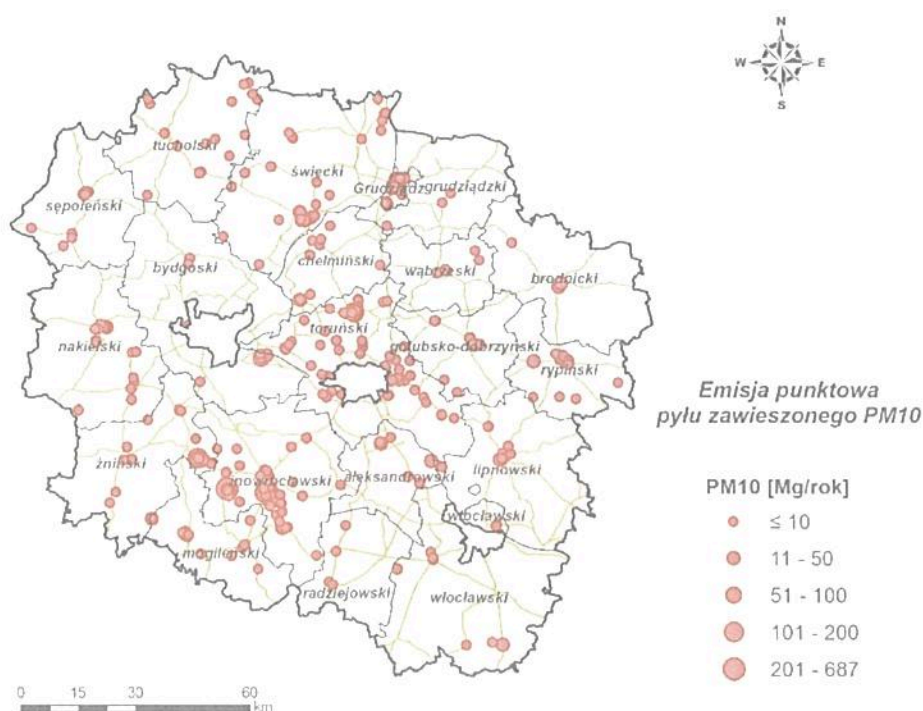 N
W E
S
tucholski
świecki
Grudziądz grudziądzki
sępoleński
bydgoski
chełmiński
wąbrzeski
brodnicki
toruński
nakielski
golubsko-dobrzyński
rypiński
Emisja punktowa
pyłu zawieszonego PM10
żniński
inowrocławski
aleksandrowski
lipnowski
PM10 [Mg/rok]
≤ 10
włocławski
mogileński
11 - 50
radziejowski
włocławski
51 - 100
101 - 200
201 - 687
0 15 30 60
km